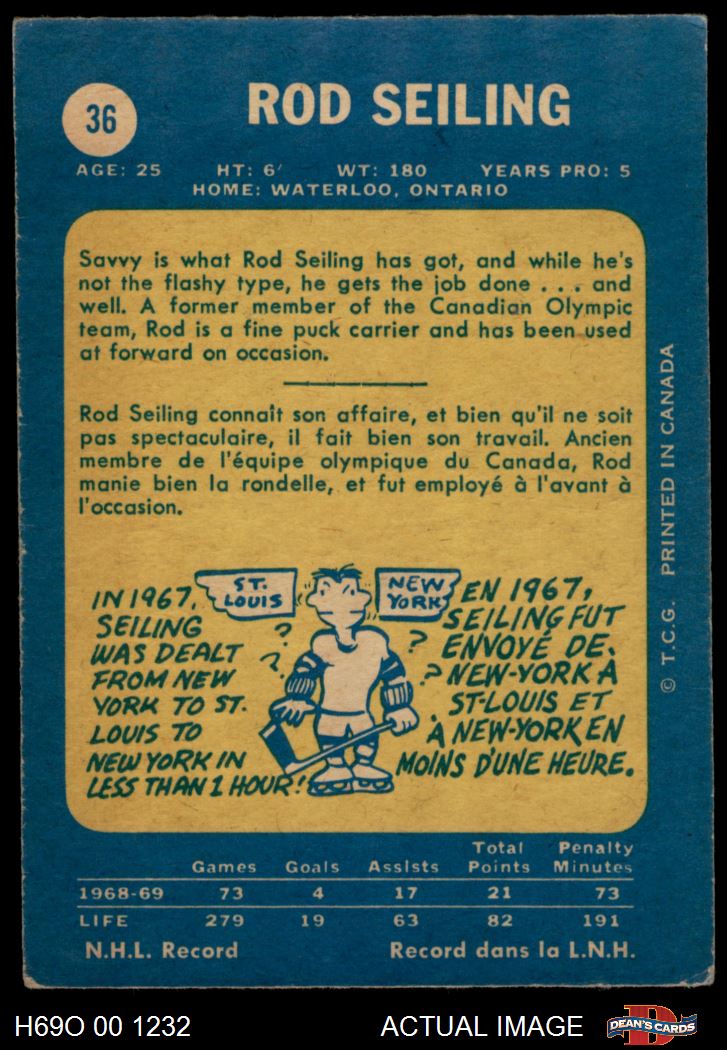 36
ROD SEILING
AGE: 25 HT: 6' WT: 180 YEARS PRO: 5
HOME: WATERLOO, ONTARIO
Savvy is what Rod Seiling has got, and while he's
not the flashy type, he gets the job done . . . and
well. A former member of the Canadian Olympic
team, Rod is a fine puck carrier and has been used
at forward on occasion.
Rod Seiling connaît son affaire, et bien qu'il ne soit
pas spectaculaire, il fait bien son travail. Ancien
membre de l'équipe olympique du Canada, Rod
manie bien la rondelle, et fut employé à l'avant à
l'occasion.
IN 1967,
SEILING
WAS DEALT
FROM NEW
YORK TO ST.
LOUIS TO
NEW YORK IN
LESS THAN 1 HOUR!
ST.
LOUIS
NEW
YORK
? ? ? ?
EN 1967,
SEILING FUT
ENVOYÉ DE
NEW-YORK À
ST-LOUIS ET
À NEW-YORK EN
MOINS D'UNE HEURE.
© T.C.G. PRINTED IN CANADA
Total Penalty
Games Goals Assists Points Minutes
1968-69 73 4 17 21 73
LIFE 279 19 63 82 191
N.H.L. Record Record dans la L.N.H.
H69O 00 1232 ACTUAL IMAGE
D
DEAN'S CARDS